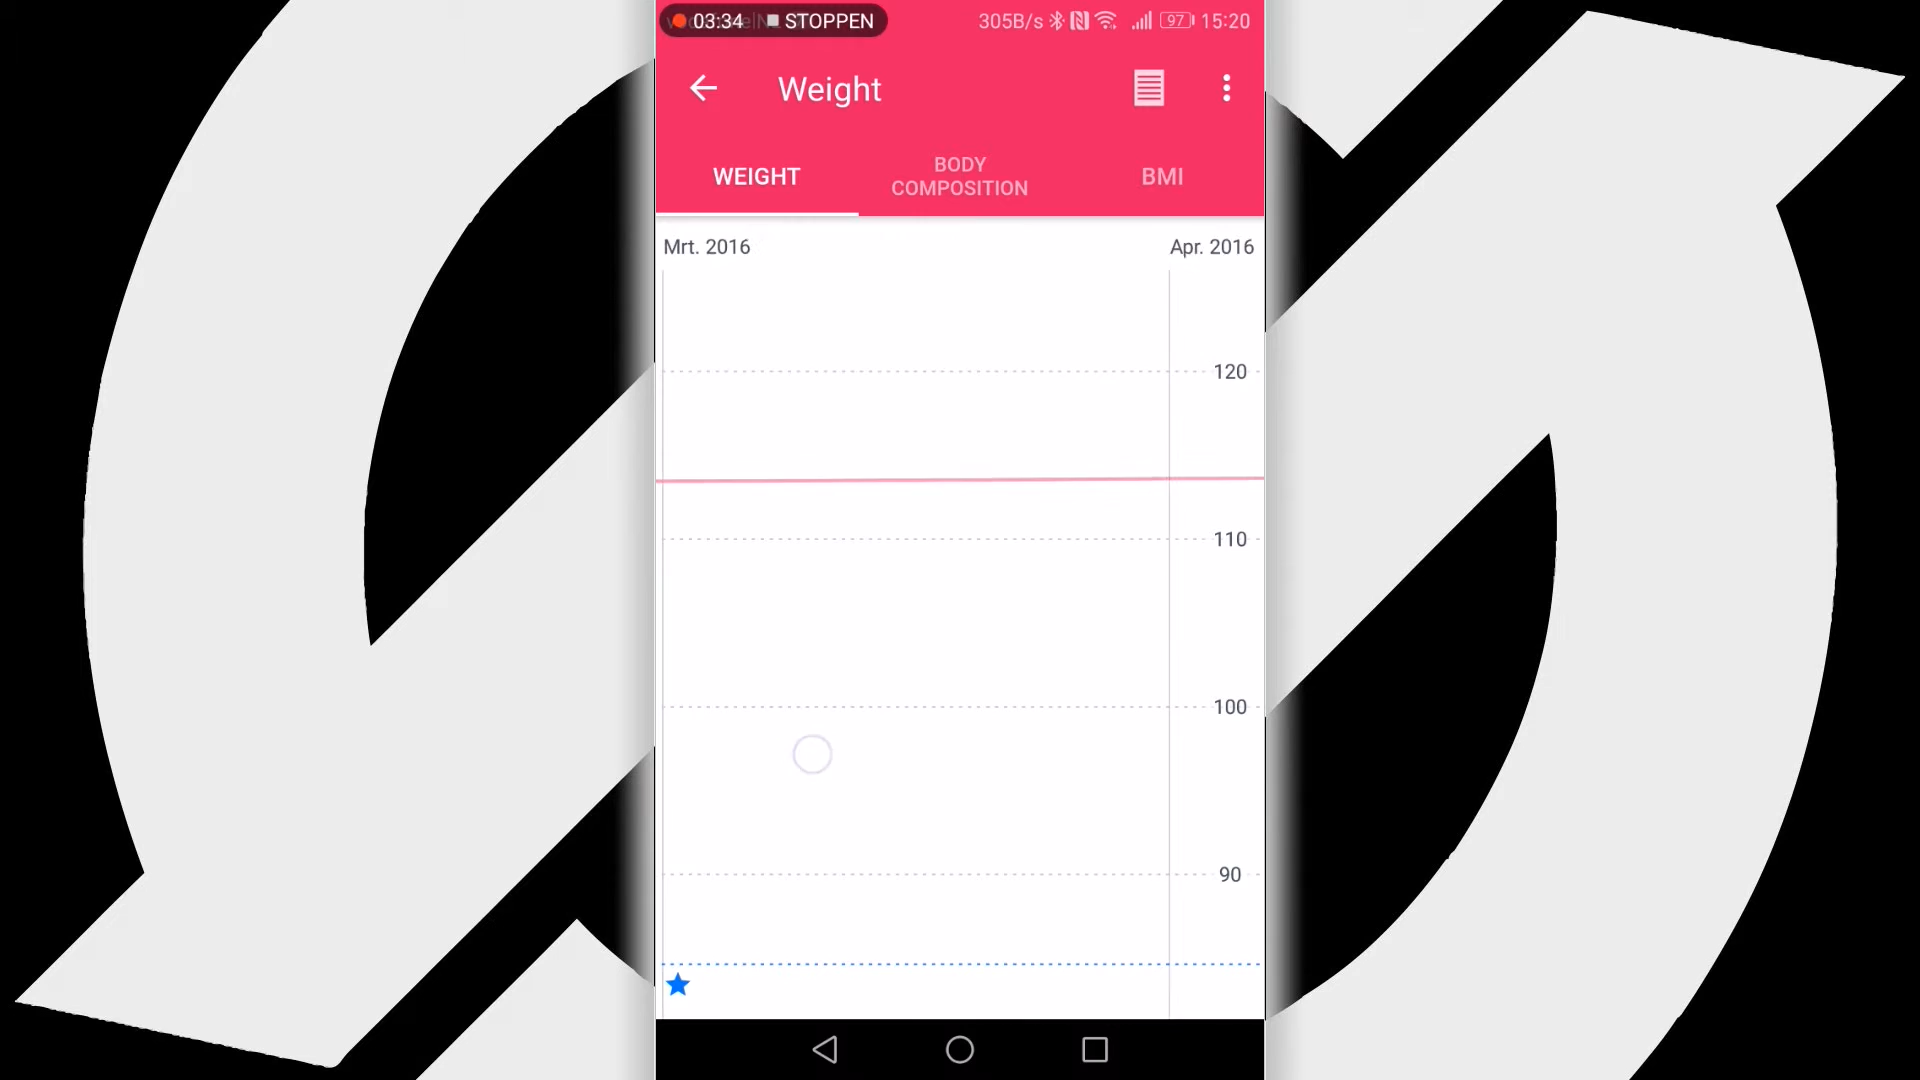 03:34 STOPPEN 305B/s 97 15:20
Weight
WEIGHT
BODY
COMPOSITION
BMI
Mrt. 2016 Apr. 2016
120
110
100
90